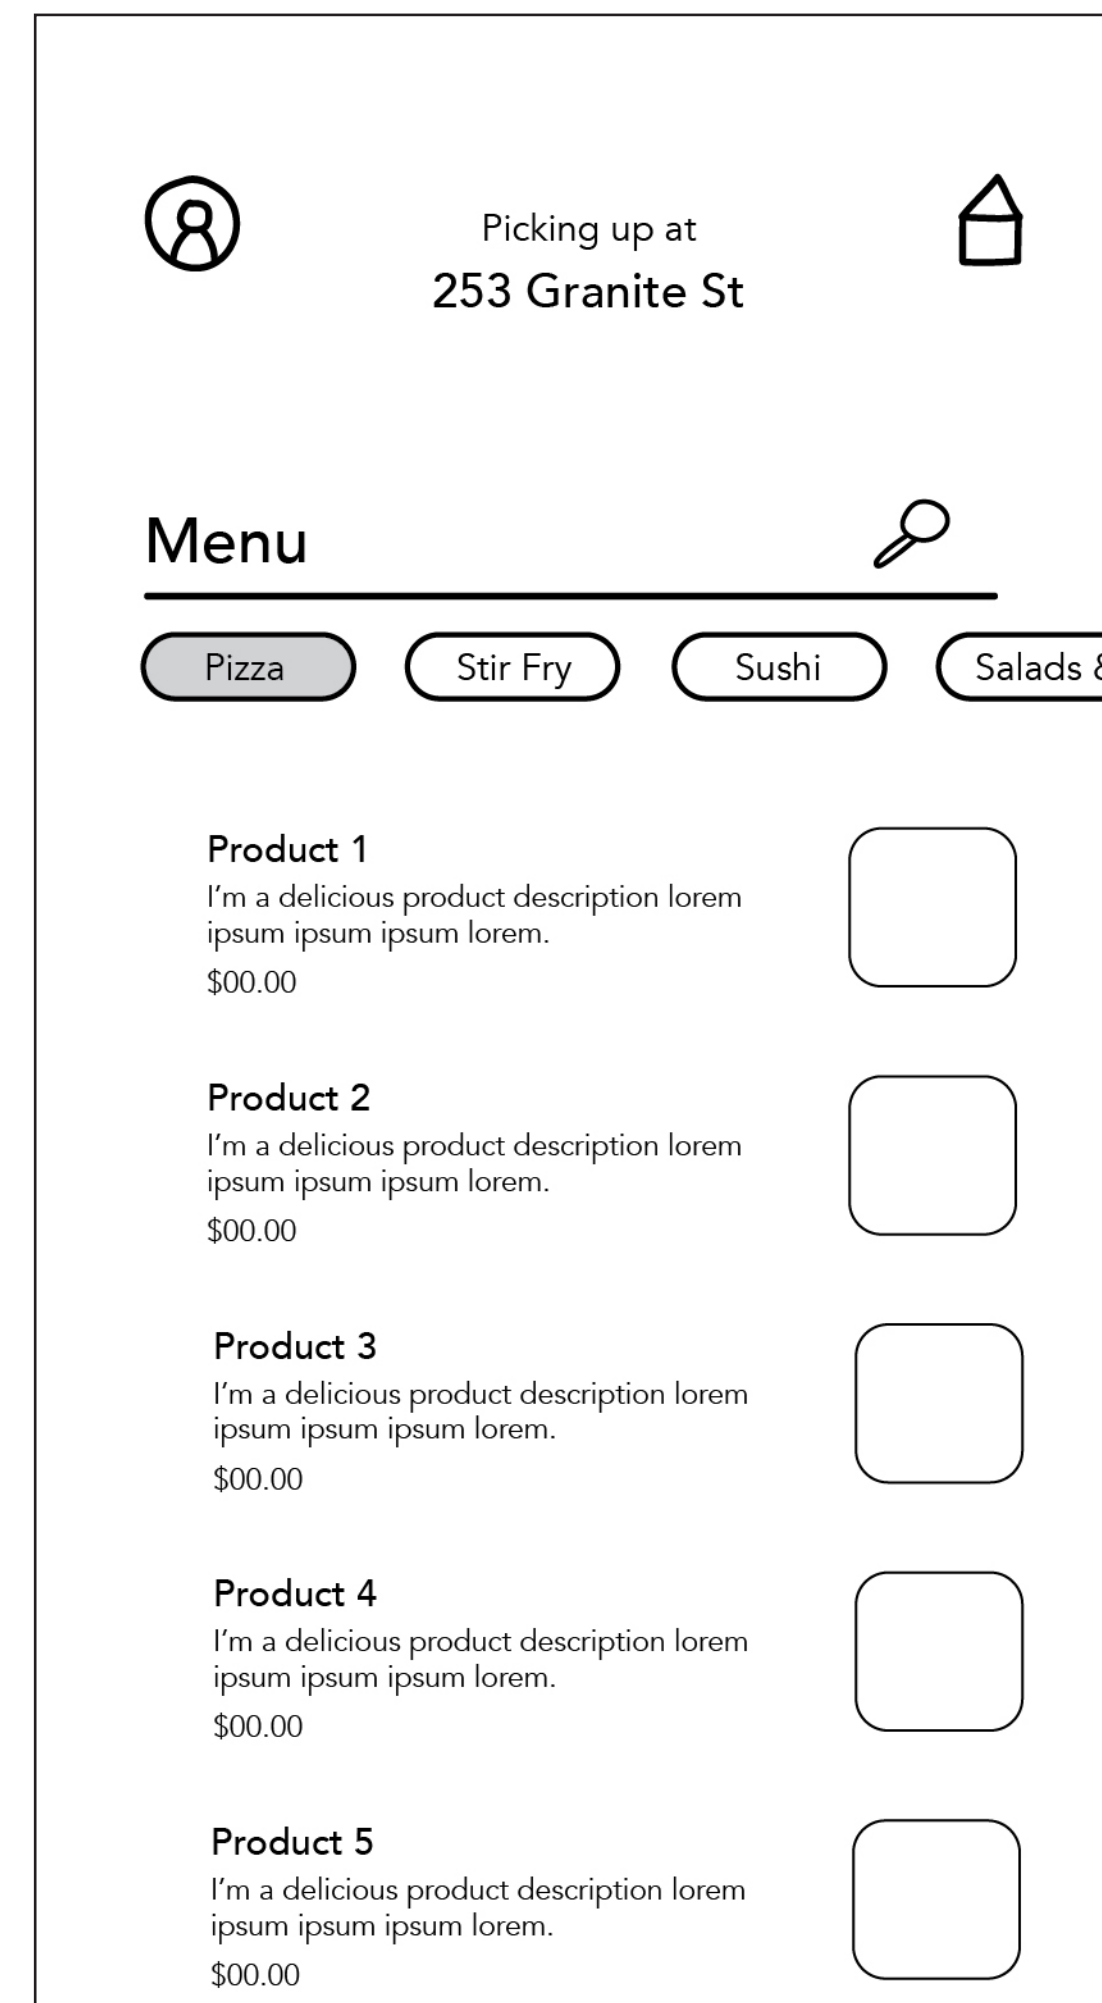 Picking up at
253 Granite St
Menu
Pizza
Stir Fry
Sushi
Salads &
Product 1
I’m a delicious product description lorem
ipsum ipsum ipsum lorem.
$00.00
Product 2
I’m a delicious product description lorem
ipsum ipsum ipsum lorem.
$00.00
Product 3
I’m a delicious product description lorem
ipsum ipsum ipsum lorem.
$00.00
Product 4
I’m a delicious product description lorem
ipsum ipsum ipsum lorem.
$00.00
Product 5
I’m a delicious product description lorem
ipsum ipsum ipsum lorem.
$00.00